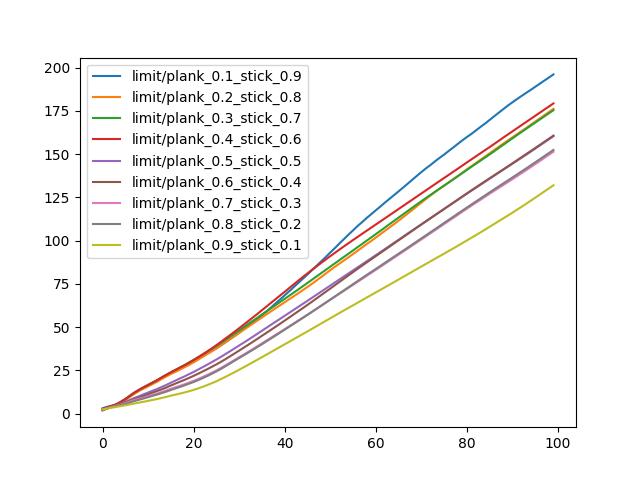 200
175
150
125
100
75
50
25
0
limit/plank_0.1_stick_0.9
limit/plank_0.2_stick_0.8
limit/plank_0.3_stick_0.7
limit/plank_0.4_stick_0.6
limit/plank_0.5_stick_0.5
limit/plank_0.6_stick_0.4
limit/plank_0.7_stick_0.3
limit/plank_0.8_stick_0.2
limit/plank_0.9_stick_0.1
0 20 40 60 80 100